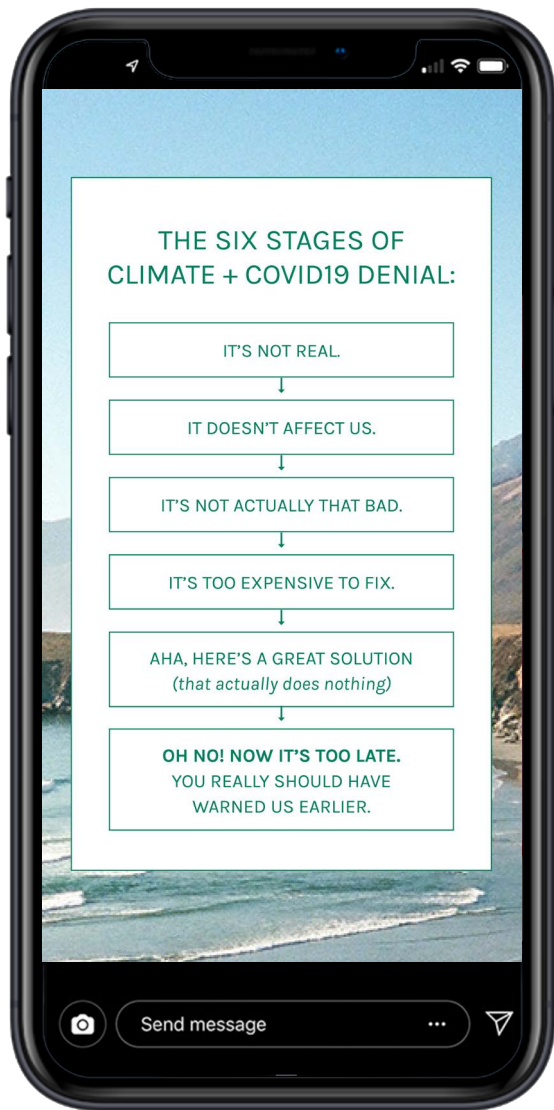 THE SIX STAGES OF
CLIMATE + COVID19 DENIAL:
IT'S NOT REAL.
IT DOESN'T AFFECT US.
IT'S NOT ACTUALLY THAT BAD.
IT'S TOO EXPENSIVE TO FIX.
AHA, HERE'S A GREAT SOLUTION
(that actually does nothing)
OH NO! NOW IT'S TOO LATE.
YOU REALLY SHOULD HAVE
WARNED US EARLIER.
Send message